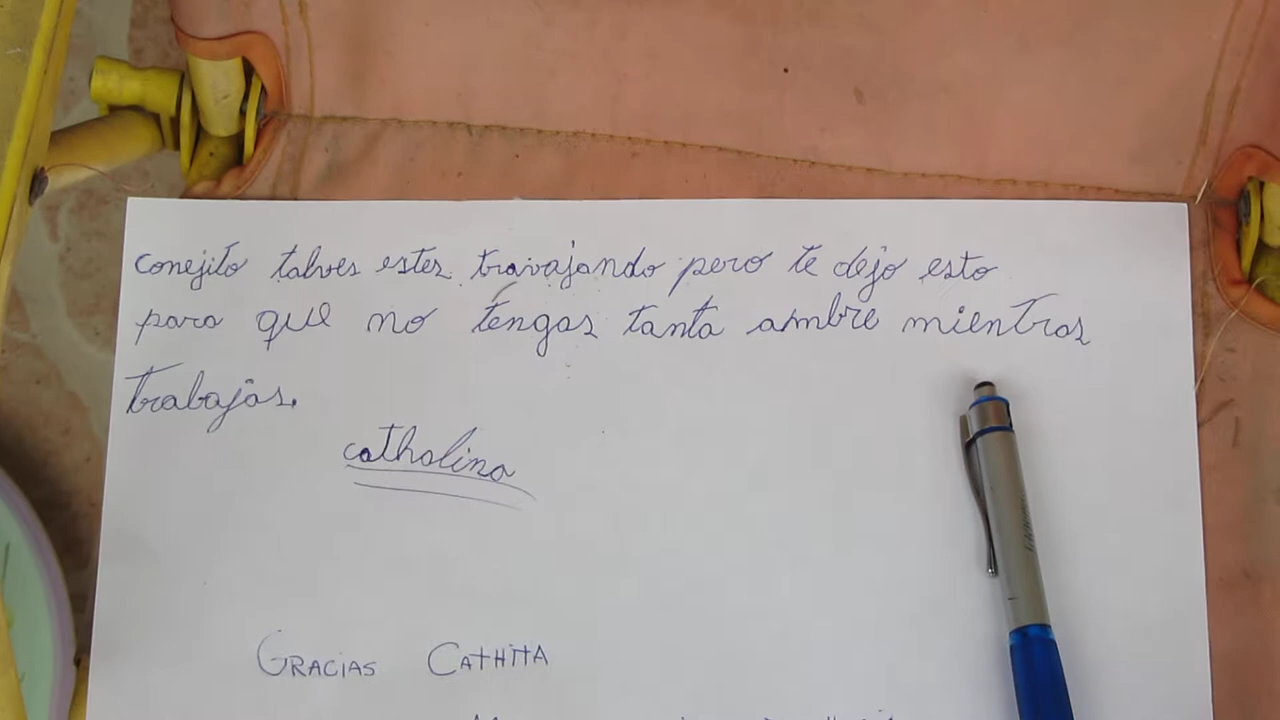 conejito talves estes travajando pero te dejo esto
para que no tengas tanta ambre mientras
trabajas.
catholina
GRACIAS CATHITA